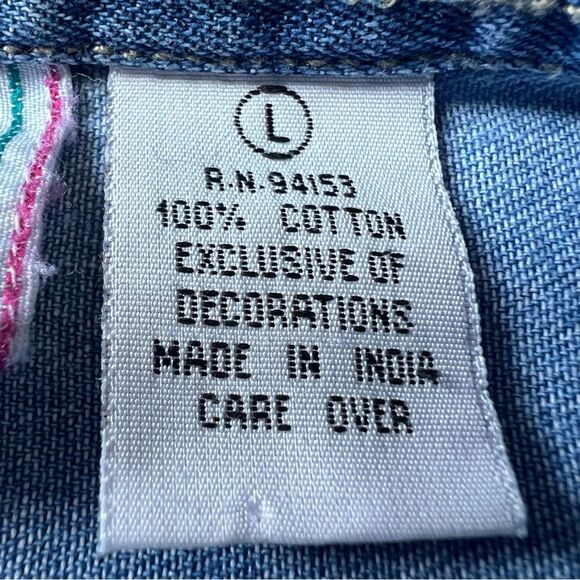 L
R.N.94153
100% COTTON
EXCLUSIVE OF
DECORATIONS
MADE IN INDIA
CARE OVER